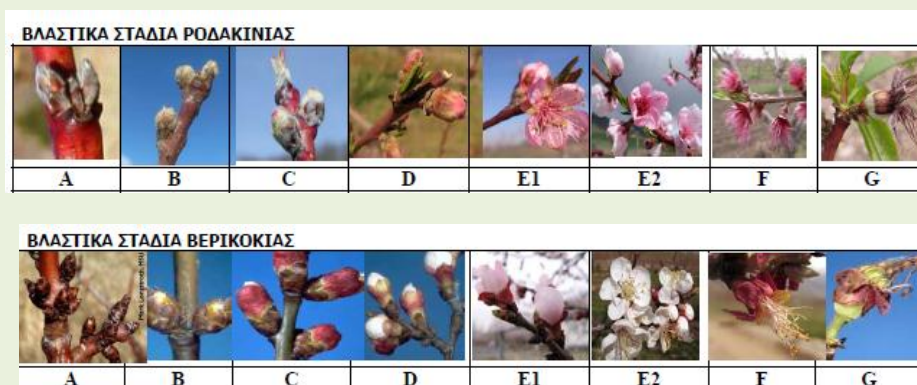 ΒΛΑΣΤΙΚΑ ΣΤΑΔΙΑ ΡΟΔΑΚΙΝΙΑΣ
A B C D E1 E2 F G
ΒΛΑΣΤΙΚΑ ΣΤΑΔΙΑ ΒΕΡΙΚΟΚΙΑΣ
A B C D E1 E2 F G